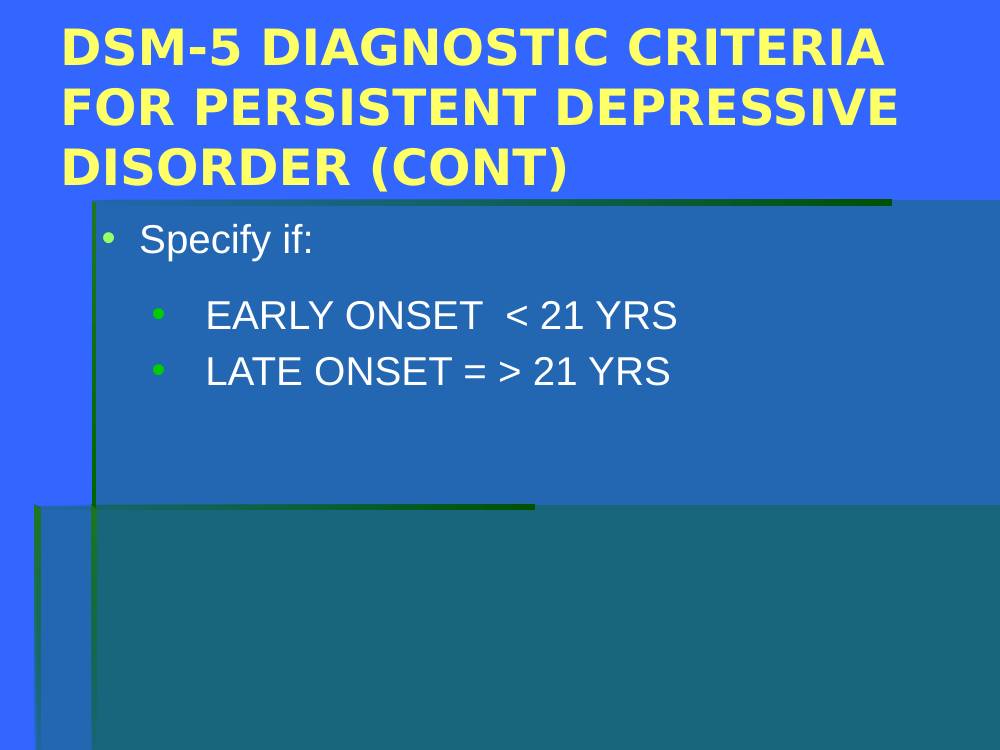 DSM-5 DIAGNOSTIC CRITERIA
FOR PERSISTENT DEPRESSIVE
DISORDER (CONT)
• Specify if:
• EARLY ONSET  < 21 YRS
• LATE ONSET = > 21 YRS